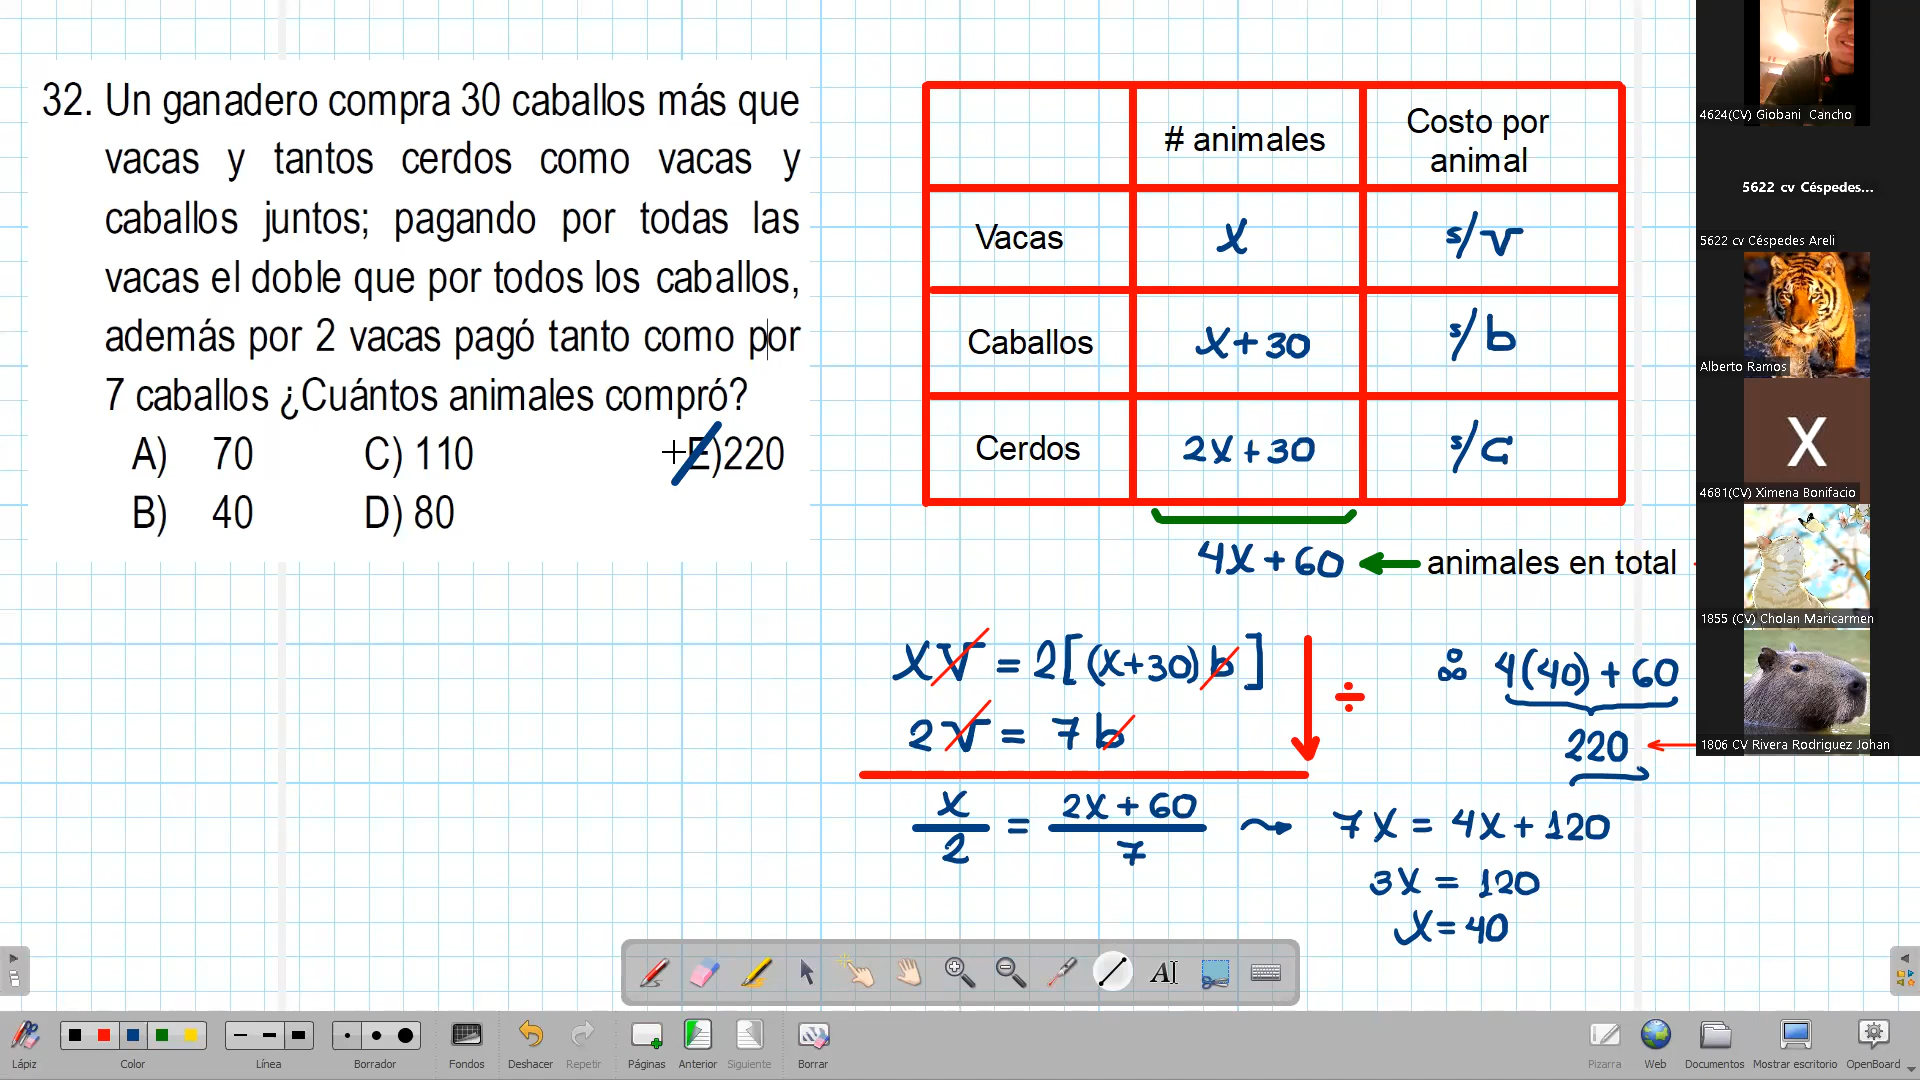 32. Un ganadero compra 30 caballos más que
vacas y tantos cerdos como vacas y
caballos juntos; pagando por todas las
vacas el doble que por todos los caballos,
además por 2 vacas pagó tanto como por
7 caballos ¿Cuántos animales compró?
A) 70 C) 110 E)220
B) 40 D) 80
# animales
Costo por
animal
Vacas x s/v
Caballos x+30 s/b
Cerdos 2x+30 s/c
4x+60 animales en total
xv = 2[(x+30)b]
2v = 7b
÷
x/2 = (2x+60)/7
7x = 4x+120
3x = 120
x = 40
4(40)+60
220
4624(CV) Giobani Cancho
5622 cv Céspedes...
5622 cv Céspedes Areli
Alberto Ramos
X
4681(CV) Ximena Bonifacio
1855 (CV) Cholan Maricarmen
1806 CV Rivera Rodriguez Johan
AI
Lápiz Color Línea Borrador Fondos Deshacer Repetir Páginas Anterior Siguiente Borrar Pizarra Web Documentos Mostrar escritorio OpenBoard